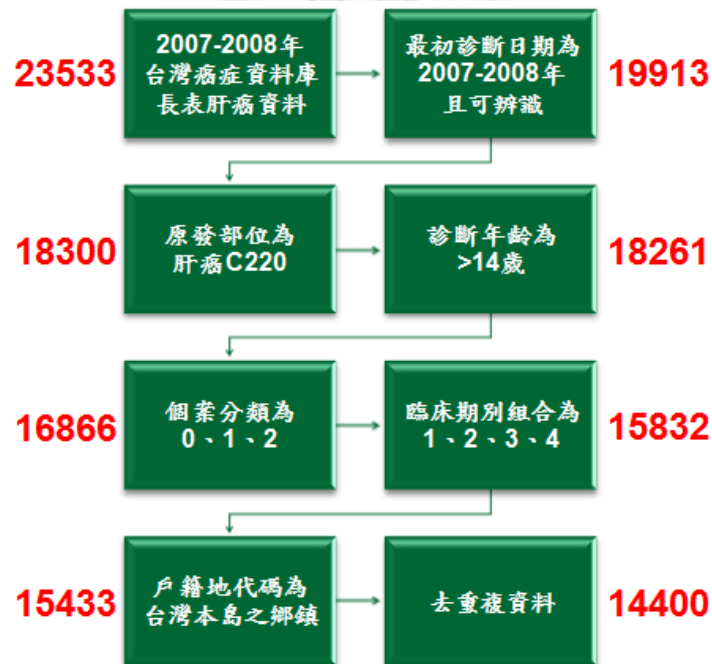 23533
2007-2008年
台灣癌症資料庫
長表肝癌資料
最初診斷日期為
2007-2008年
且可辨識
19913
18300
原發部位為
肝癌C220
診斷年齡為
>14歲
18261
16866
個案分類為
0、1、2
臨床期別組合為
1、2、3、4
15832
15433
戶籍地代碼為
台灣本島之鄉鎮
去重複資料
14400